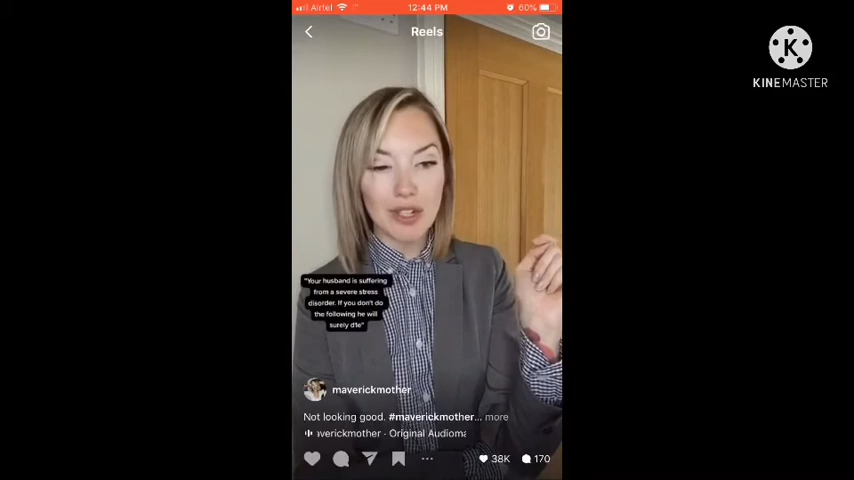 Airtel 12:44 PM 60%
Reels
K
KINEMASTER
"Your husband is suffering
from a severe stress
disorder. If you don't do
the following he will
surely d1e"
maverickmother
Not looking good. #maverickmother... more
averickmother · Original Audioma
38K 170